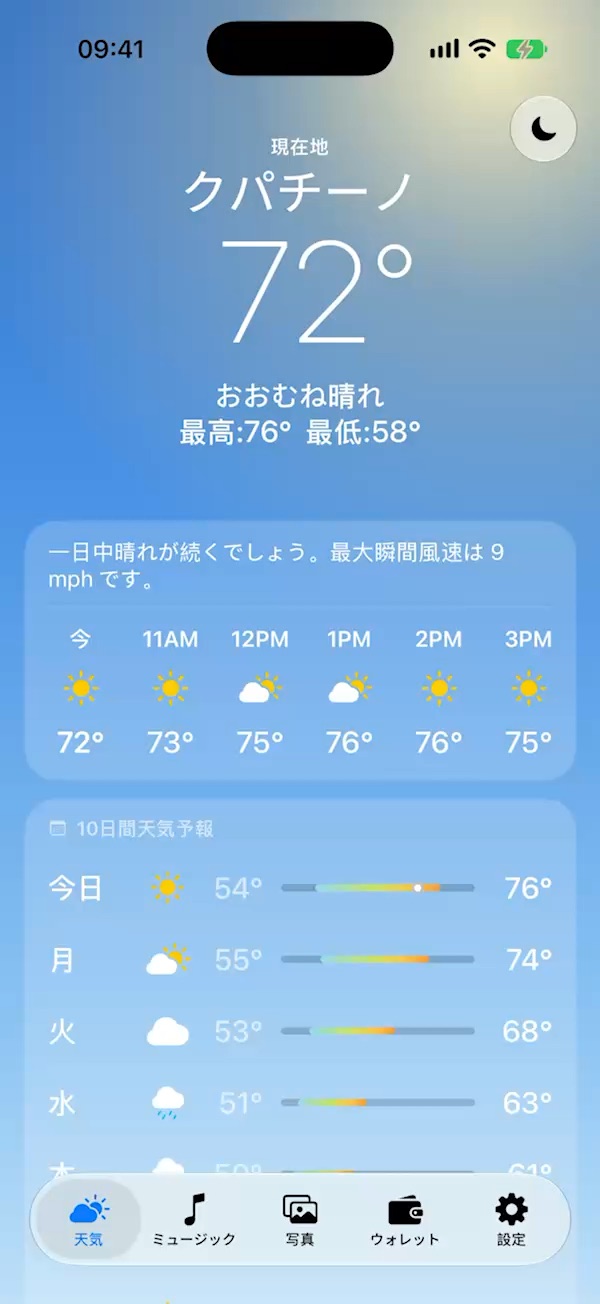 09:41
現在地
クパチーノ
72°
おおむね晴れ
最高:76° 最低:58°
一日中晴れが続くでしょう。最大瞬間風速は 9
mph です。
今 11AM 12PM 1PM 2PM 3PM
72° 73° 75° 76° 76° 75°
10日間天気予報
今日 54° 76°
月 55° 74°
火 53° 68°
水 51° 63°
木 50° 61°
天気 ミュージック 写真 ウォレット 設定